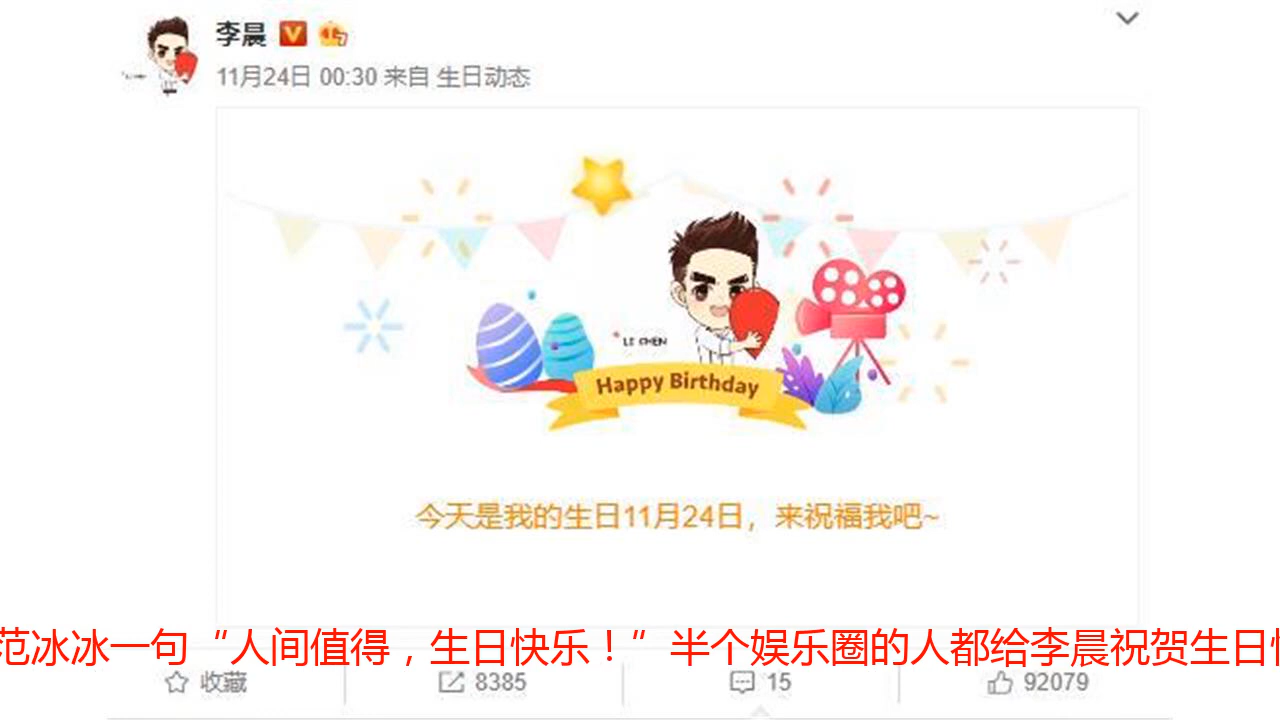 李晨
11月24日 00:30 来自 生日动态
LI CHEN
Happy Birthday
今天是我的生日11月24日，来祝福我吧~
范冰冰一句“人间值得，生日快乐！”半个娱乐圈的人都给李晨祝贺生日
收藏
8385
15
92079